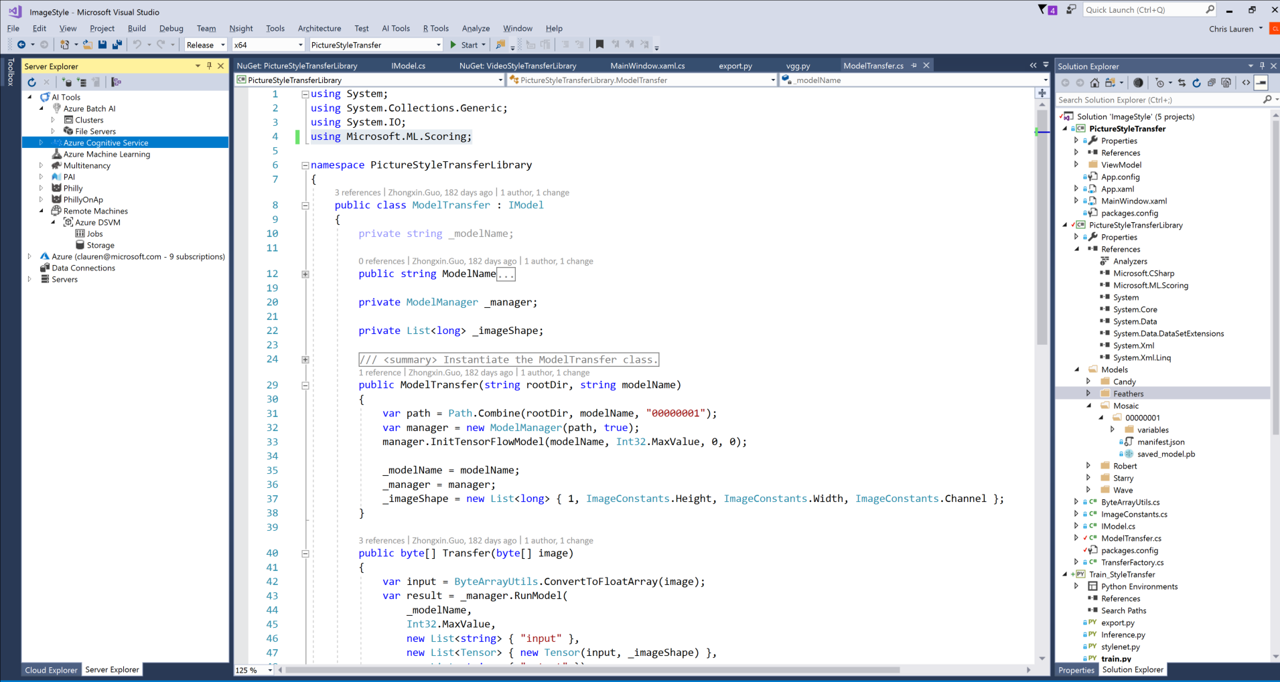 ImageStyle - Microsoft Visual Studio
4
Quick Launch (Ctrl+Q)
File Edit View Project Build Debug Team Nsight Tools Architecture Test AI Tools R Tools Analyze Window Help
Chris Lauren
Release x64 PictureStyleTransfer Start
Toolbox
Server Explorer
AI Tools
Azure Batch AI
Clusters
File Servers
Azure Cognitive Service
Azure Machine Learning
Multitenancy
PAI
Philly
PhillyOnAp
Remote Machines
Azure DSVM
Jobs
Storage
Azure (clauren@microsoft.com - 9 subscriptions)
Data Connections
Servers
Cloud Explorer Server Explorer
NuGet: PictureStyleTransfer IModel.cs NuGet: VideoStyleTransfer MainWindow.xaml.cs export.py vgg.py ModelTransfer.cs
PictureStyleTransferLibrary PictureStyleTransferLibrary.ModelTransfer _modelName
1 using System;
2 using System.Collections.Generic;
3 using System.IO;
4 using Microsoft.ML.Scoring;
5
6 namespace PictureStyleTransferLibrary
7 {
3 references | Zhongxin.Guo, 182 days ago | 1 author, 1 change
8 public class ModelTransfer : IModel
9 {
10 private string _modelName;
11
0 references | Zhongxin.Guo, 182 days ago | 1 author, 1 change
12 public string ModelName...
19
20 private ModelManager _manager;
21
22 private List<long> _imageShape;
23
24 /// <summary> Instantiate the ModelTransfer class.
1 reference | Zhongxin.Guo, 182 days ago | 1 author, 1 change
29 public ModelTransfer(string rootDir, string modelName)
30 {
31 var path = Path.Combine(rootDir, modelName, "00000001");
32 var manager = new ModelManager(path, true);
33 manager.InitTensorFlowModel(modelName, Int32.MaxValue, 0, 0);
34
35 _modelName = modelName;
36 _manager = manager;
37 _imageShape = new List<long> { 1, ImageConstants.Height, ImageConstants.Width, ImageConstants.Channel };
38 }
39
3 references | Zhongxin.Guo, 182 days ago | 1 author, 1 change
40 public byte[] Transfer(byte[] image)
41 {
42 var input = ByteArrayUtils.ConvertToFloatArray(image);
43 var result = _manager.RunModel(
44 _modelName,
45 Int32.MaxValue,
46 new List<string> { "input" },
47 new List<Tensor> { new Tensor(input, _imageShape) },
125 %
Solution Explorer
Search Solution Explorer (Ctrl+;)
Solution 'ImageStyle' (5 projects)
PictureStyleTransfer
Properties
References
ViewModel
App.config
App.xaml
MainWindow.xaml
packages.config
PictureStyleTransferLibrary
Properties
References
Analyzers
Microsoft.CSharp
Microsoft.ML.Scoring
System
System.Core
System.Data
System.Data.DataSetExtensions
System.Xml
System.Xml.Linq
Models
Candy
Feathers
Mosaic
00000001
variables
manifest.json
saved_model.pb
Robert
Starry
Wave
ByteArrayUtils.cs
ImageConstants.cs
IModel.cs
ModelTransfer.cs
packages.config
TransferFactory.cs
Train_StyleTransfer
Python Environments
References
Search Paths
export.py
Inference.py
stylenet.py
train.py
Properties Solution Explorer